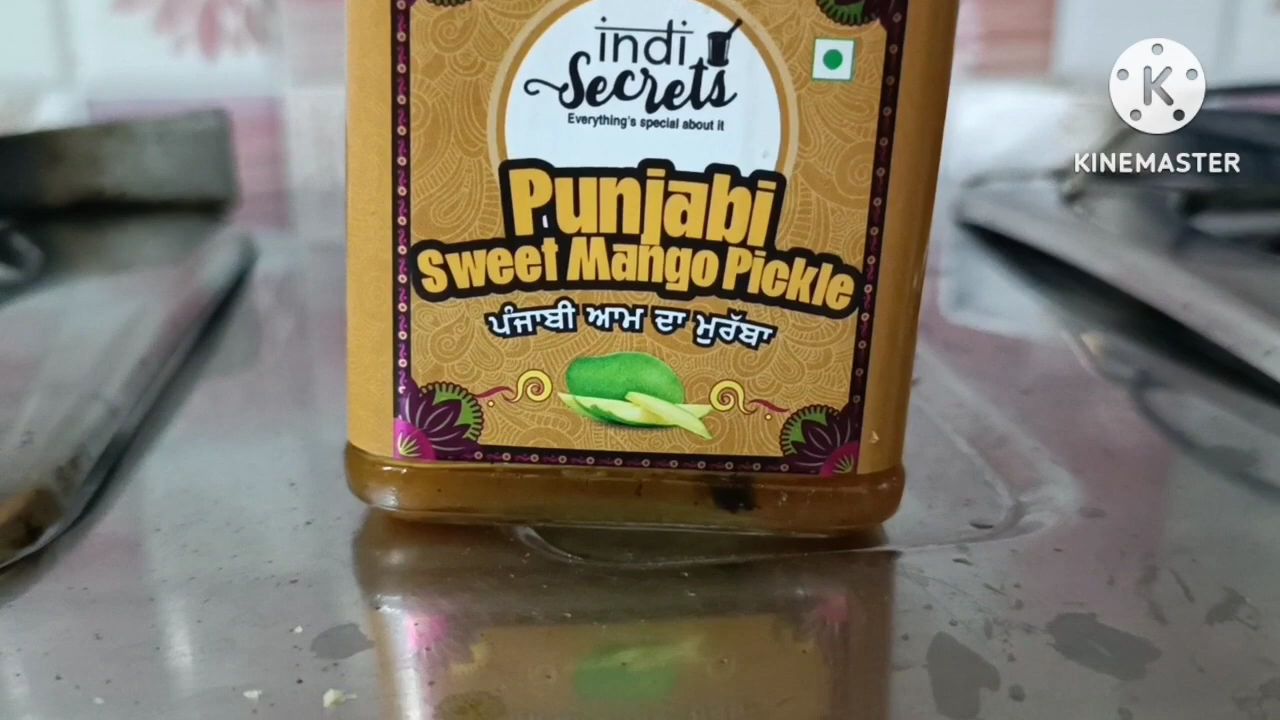 indi
Secrets
Everything's special about it
Punjabi
Sweet Mango Pickle
ਪੰਜਾਬੀ ਆਮ ਦਾ ਮੁਰੱਬਾ
K
KINEMASTER